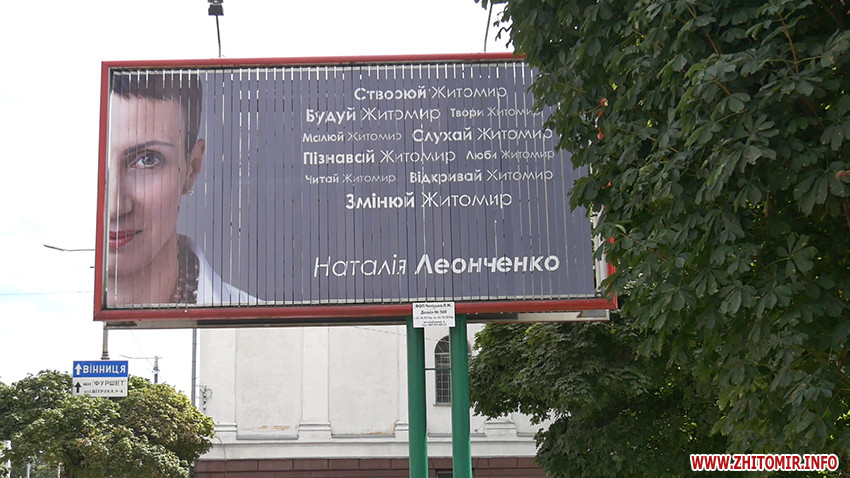 Створюй Житомир
Будуй Житомир Твори Житомир
Малюй Житомир Слухай Житомир
Пізнавай Житомир Люби Житомир
Читай Житомир Відкривай Житомир
Змінюй Житомир
Наталія Леонченко
ВІННИЦЯ
ФУРШЕТ
WWW.ZHITOMIR.INFO